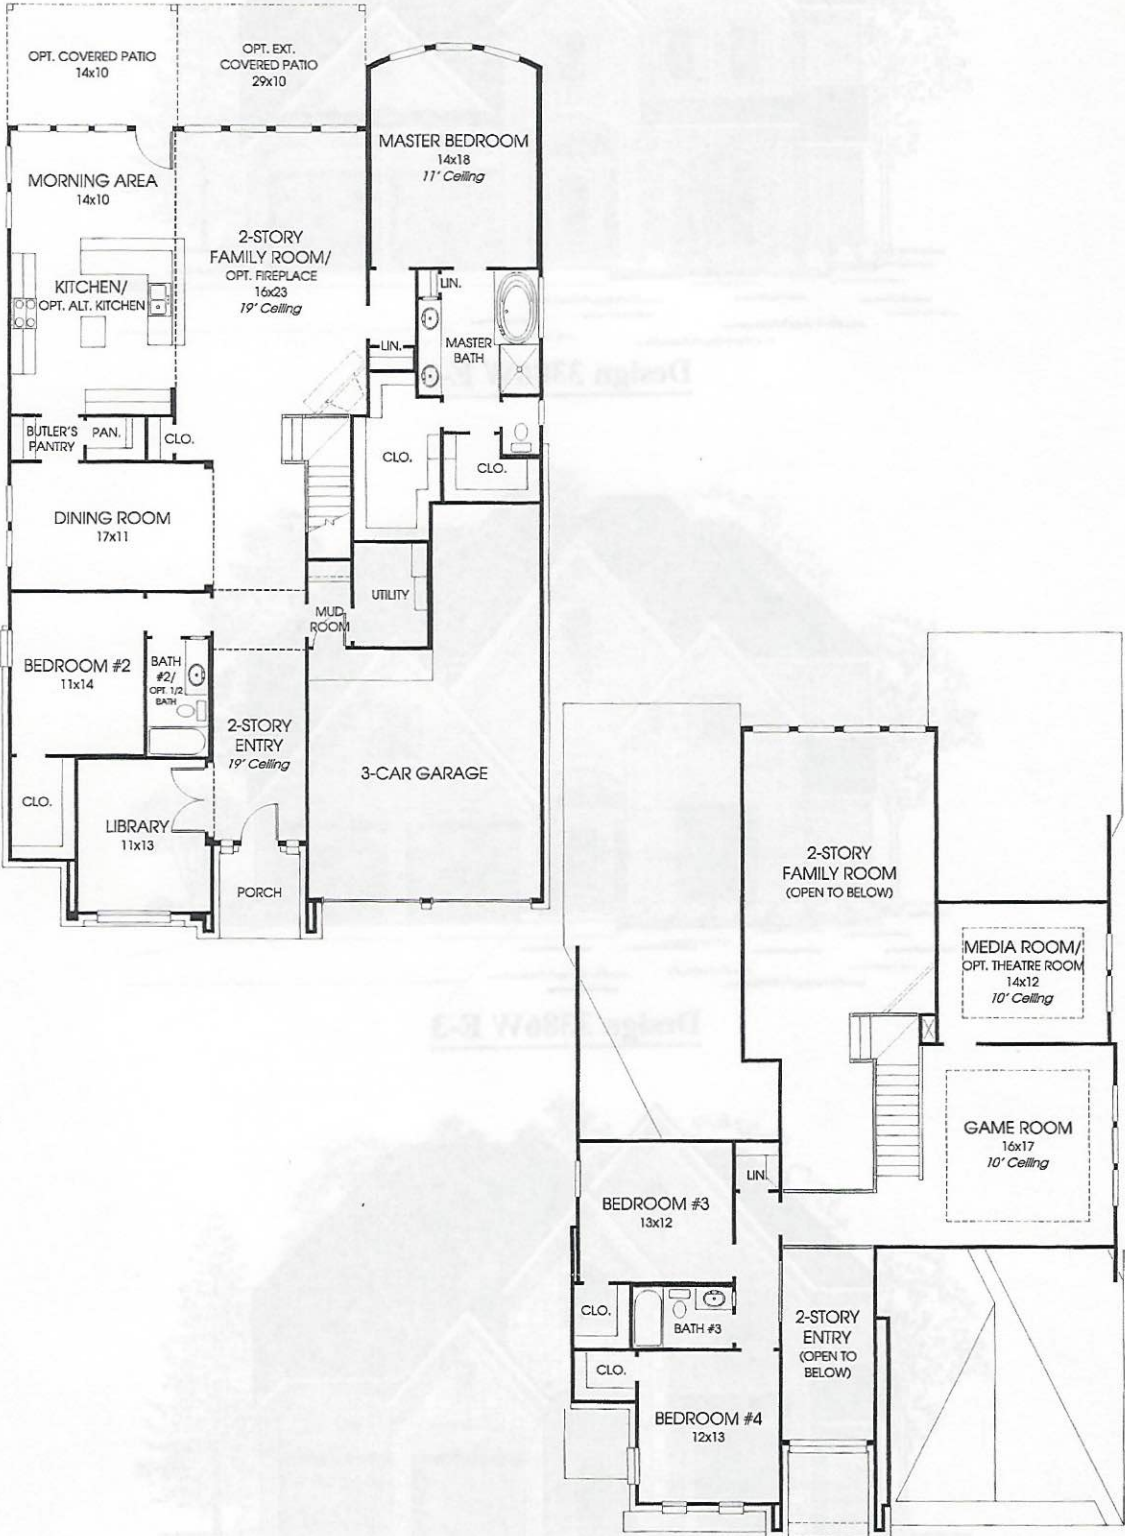 OPT. COVERED PATIO
14x10
OPT. EXT.
COVERED PATIO
29x10
MASTER BEDROOM
14x18
11' Ceiling
MORNING AREA
14x10
2-STORY
FAMILY ROOM/
OPT. FIREPLACE
16x23
19' Ceiling
KITCHEN/
OPT. ALT. KITCHEN
LIN.
MASTER
BATH
LIN.
BUTLER'S
PANTRY
PAN.
CLO.
CLO.
CLO.
DINING ROOM
17x11
UTILITY
MUD
ROOM
BEDROOM #2
11x14
BATH
#2/
OPT. 1/2
BATH
2-STORY
ENTRY
19' Ceiling
3-CAR GARAGE
CLO.
LIBRARY
11x13
PORCH
2-STORY
FAMILY ROOM
(OPEN TO BELOW)
MEDIA ROOM/
OPT. THEATRE ROOM
14x12
10' Ceiling
GAME ROOM
16x17
10' Ceiling
LIN.
BEDROOM #3
13x12
CLO.
BATH #3
2-STORY
ENTRY
(OPEN TO
BELOW)
CLO.
BEDROOM #4
12x13
Design 3386W E-3